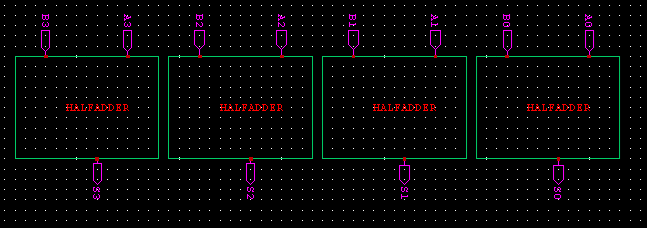 B3 A3 B2 A2 B1 A1 B0 A0
HALFADDER HALFADDER HALFADDER HALFADDER
S3 S2 S1 S0